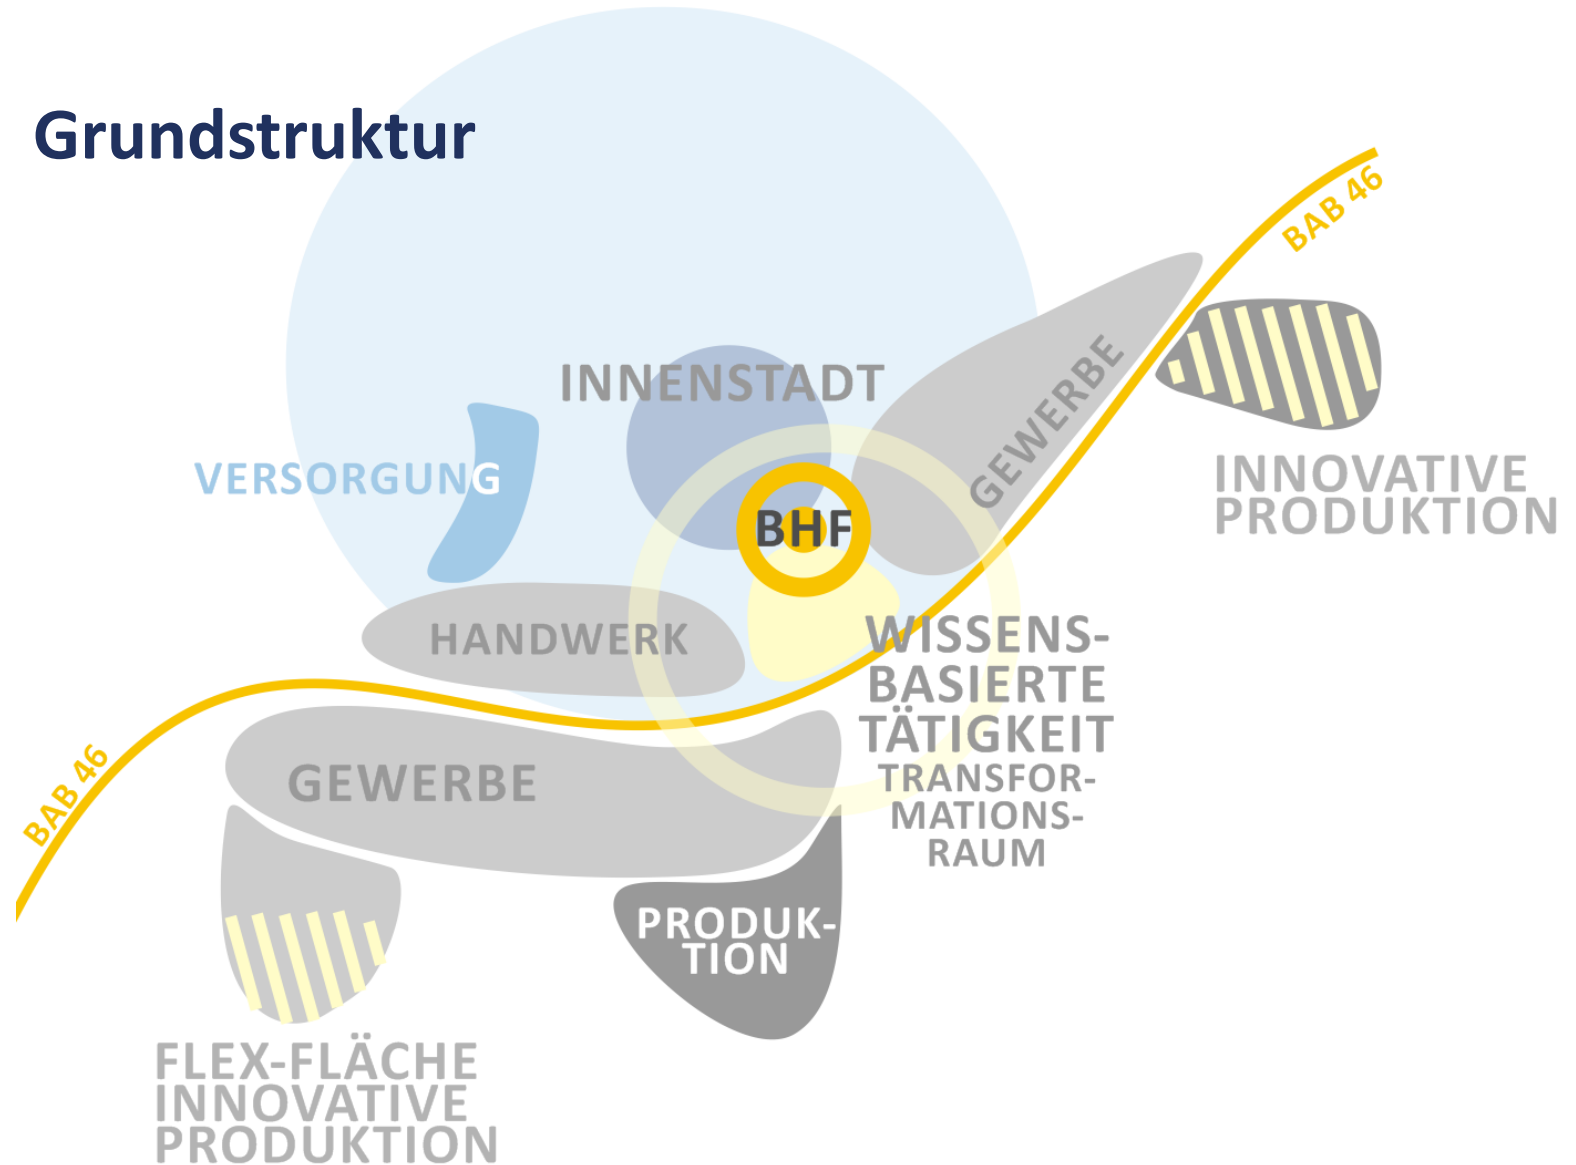 Grundstruktur
BAB 46
INNENSTADT
GEWERBE
VERSORGUNG
INNOVATIVE
PRODUKTION
BHF
HANDWERK
WISSENS-
BASIERTE
TÄTIGKEIT
TRANSFOR-
MATIONS-
RAUM
BAB 46
GEWERBE
PRODUK-
TION
FLEX-FLÄCHE
INNOVATIVE
PRODUKTION